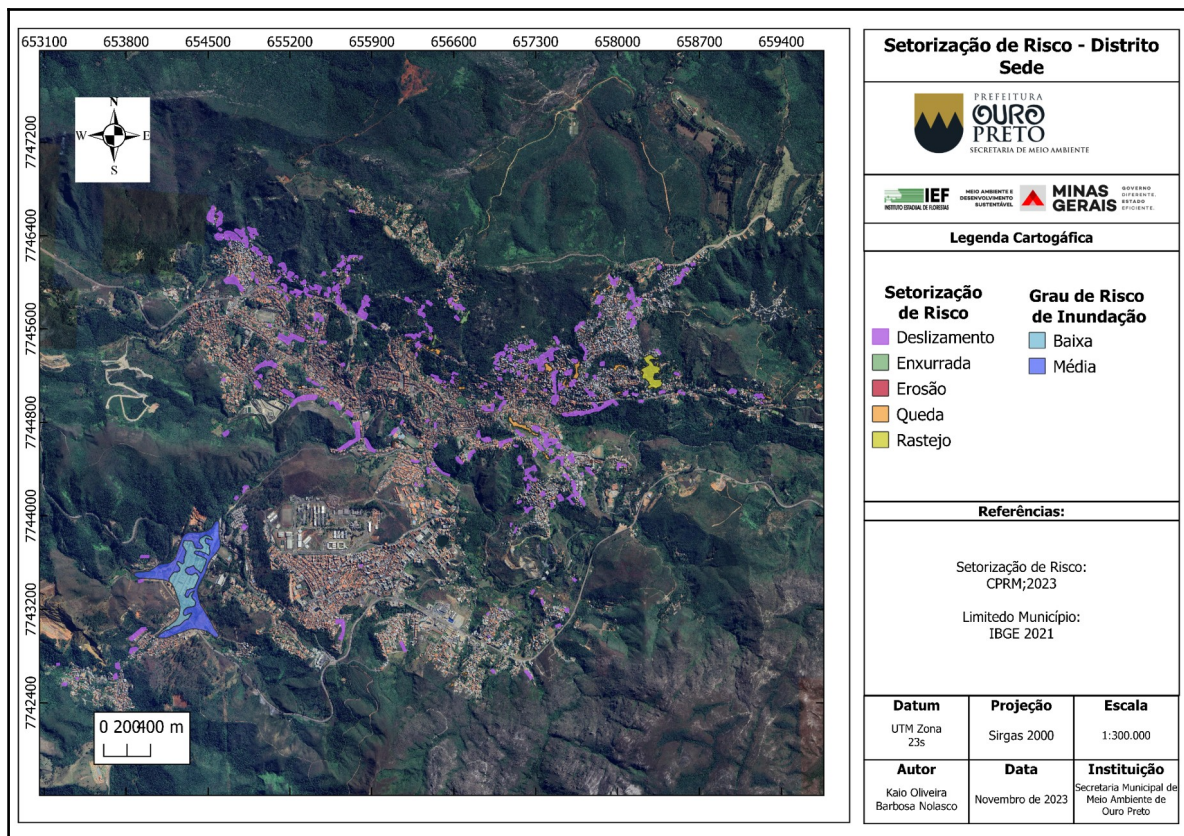 653100 653800 654500 655200 655900 656600 657300 658000 658700 659400
7747200
7746400
7745600
7744800
7744000
7743200
7742400
N
W E
S
0 200400 m
Setorização de Risco - Distrito
Sede
PREFEITURA
OURO
PRETO
SECRETARIA DE MEIO AMBIENTE
IEF
INSTITUTO ESTADUAL DE FLORESTAS
MEIO AMBIENTE E
DESENVOLVIMENTO
SUSTENTÁVEL
MINAS
GERAIS
GOVERNO
DIFERENTE.
ESTADO
EFICIENTE.
Legenda Cartogáfica
Setorização
de Risco
Deslizamento
Enxurrada
Erosão
Queda
Rastejo
Grau de Risco
de Inundação
Baixa
Média
Referências:
Setorização de Risco:
CPRM;2023
Limitedo Município:
IBGE 2021
Datum
UTM Zona
23s
Projeção
Sirgas 2000
Escala
1:300.000
Autor
Kaio Oliveira
Barbosa Nolasco
Data
Novembro de 2023
Instituição
Secretaria Municipal de
Meio Ambiente de
Ouro Preto